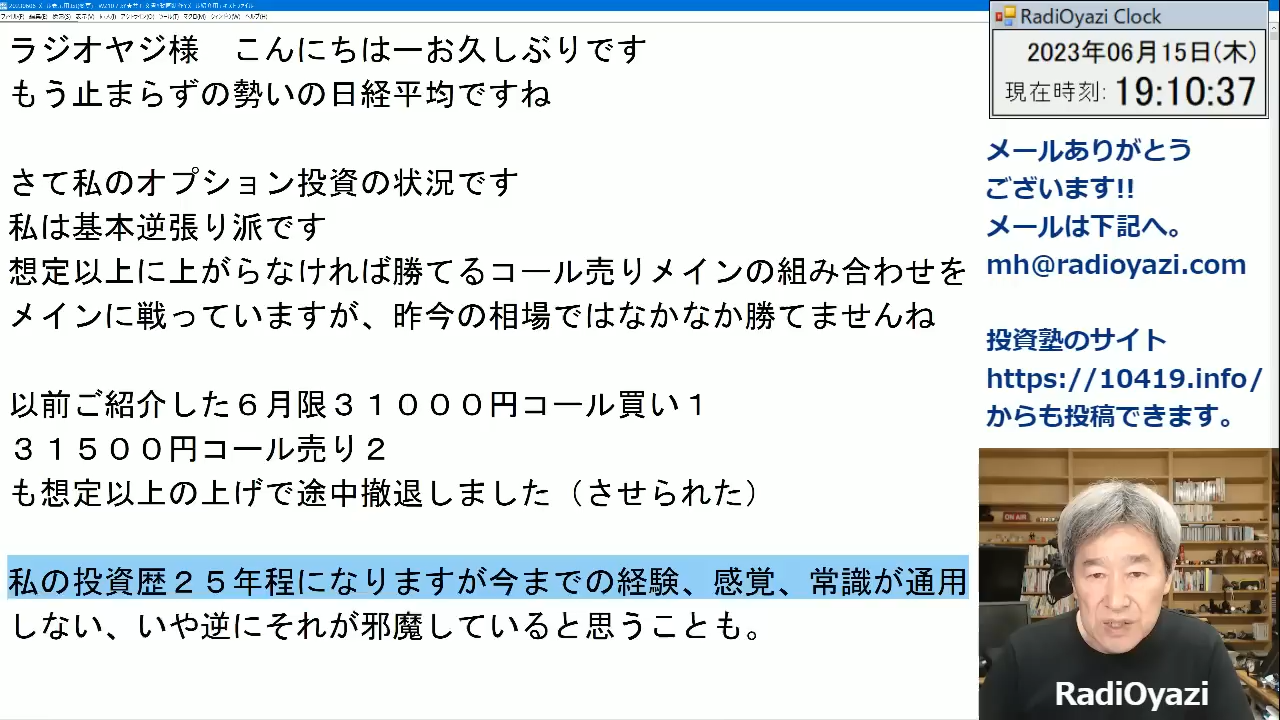 ラジオヤジ様　こんにちはーお久しぶりです
もう止まらずの勢いの日経平均ですね
さて私のオプション投資の状況です
私は基本逆張り派です
想定以上に上がらなければ勝てるコール売りメインの組み合わせを
メインに戦っていますが、昨今の相場ではなかなか勝てませんね
以前ご紹介した６月限３１０００円コール買い１
３１５００円コール売り２
も想定以上の上げで途中撤退しました（させられた）
私の投資歴２５年程になりますが今までの経験、感覚、常識が通用
しない、いや逆にそれが邪魔していると思うことも。
RadiOyazi Clock
2023年06月15日(木)
現在時刻: 19:10:37
メールありがとう
ございます!!
メールは下記へ。
mh@radioyazi.com
投資塾のサイト
https://10419.info/
からも投稿できます。
ON AIR
RadiOyazi